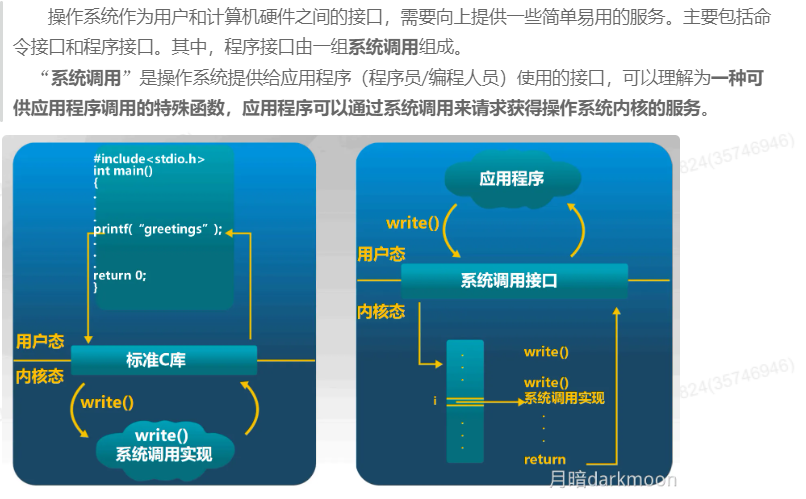 操作系统作为用户和计算机硬件之间的接口，需要向上提供一些简单易用的服务。主要包括命
令接口和程序接口。其中，程序接口由一组系统调用组成。
“系统调用”是操作系统提供给应用程序（程序员/编程人员）使用的接口，可以理解为一种可
供应用程序调用的特殊函数，应用程序可以通过系统调用来请求获得操作系统内核的服务。
#include<stdio.h>
int main()
{
.
.
.
printf( “greetings” );
.
.
.
return 0;
}
用户态
标准C库
内核态
write()
write()
系统调用实现
应用程序
write()
用户态
系统调用接口
内核态
.
.
.
i
.
.
.
write()
write()
系统调用实现
.
.
.
return
824(35746946)
824(35746946)
月暗darkmoon